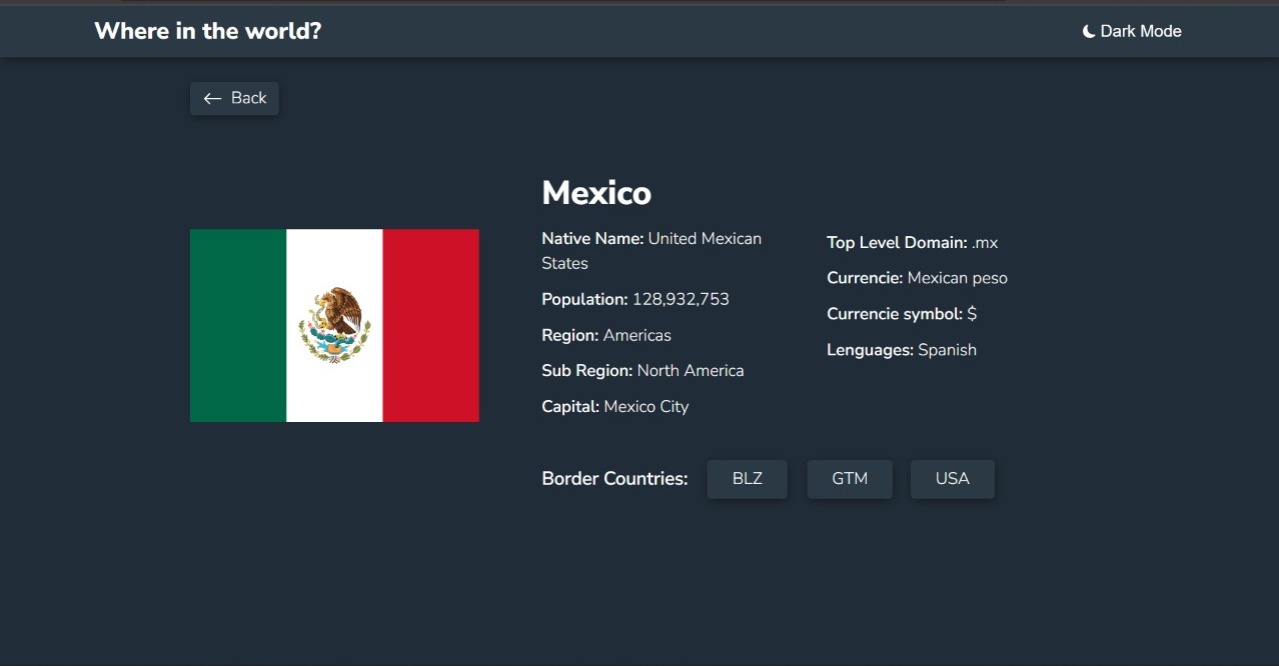 Where in the world?
Dark Mode
Back
Mexico
Native Name: United Mexican
States
Population: 128,932,753
Region: Americas
Sub Region: North America
Capital: Mexico City
Top Level Domain: .mx
Currencie: Mexican peso
Currencie symbol: $
Lenguages: Spanish
Border Countries: BLZ GTM USA